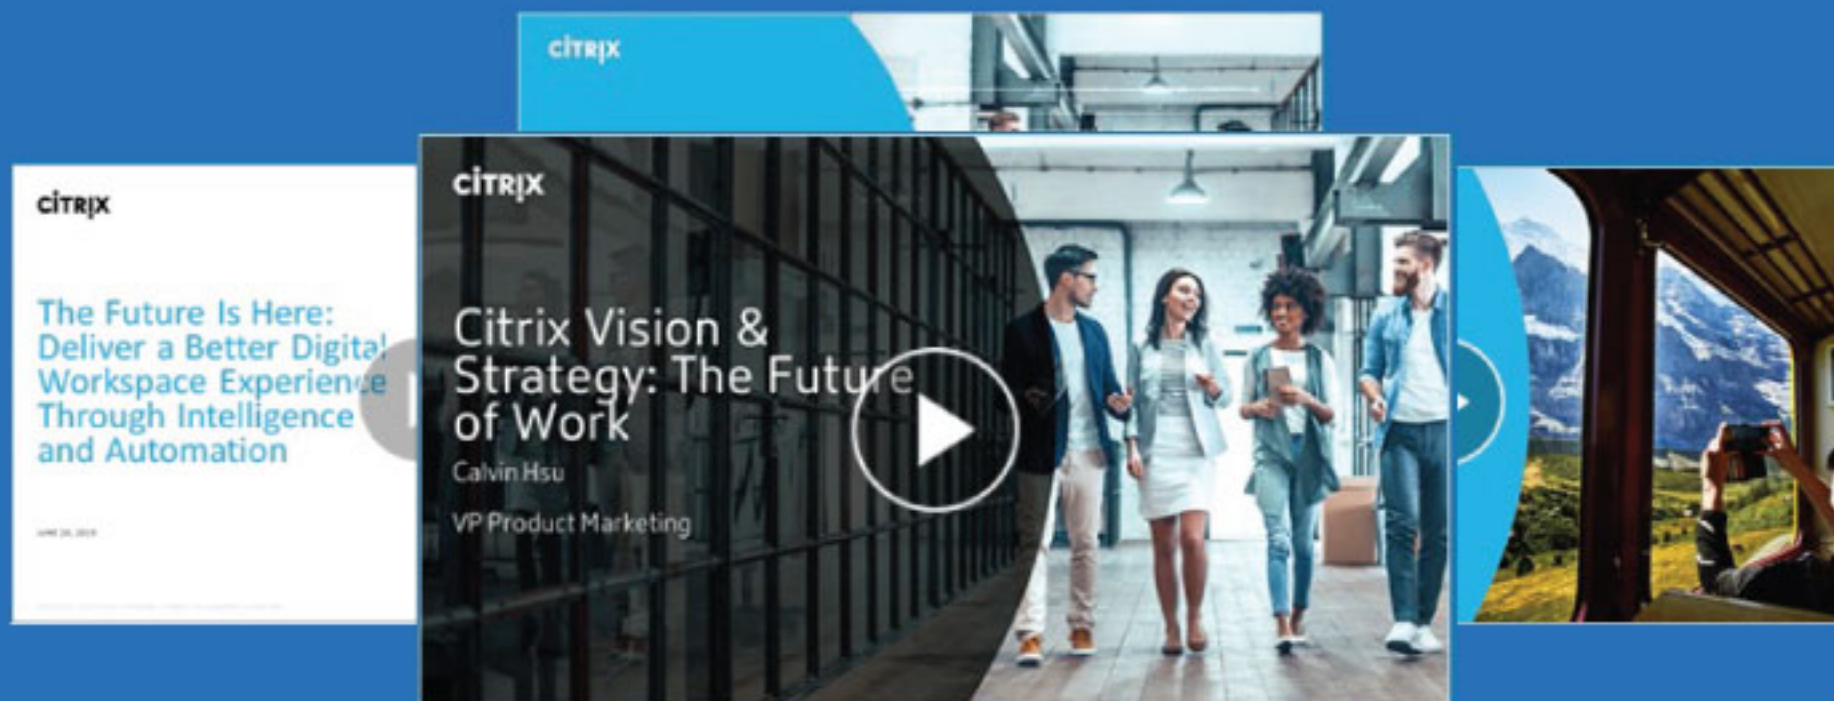 CITRIX
CITRIX
The Future Is Here:
Deliver a Better Digital
Workspace Experience
Through Intelligence
and Automation
CITRIX
Citrix Vision &
Strategy: The Future
of Work
Calvin Hsu
VP Product Marketing